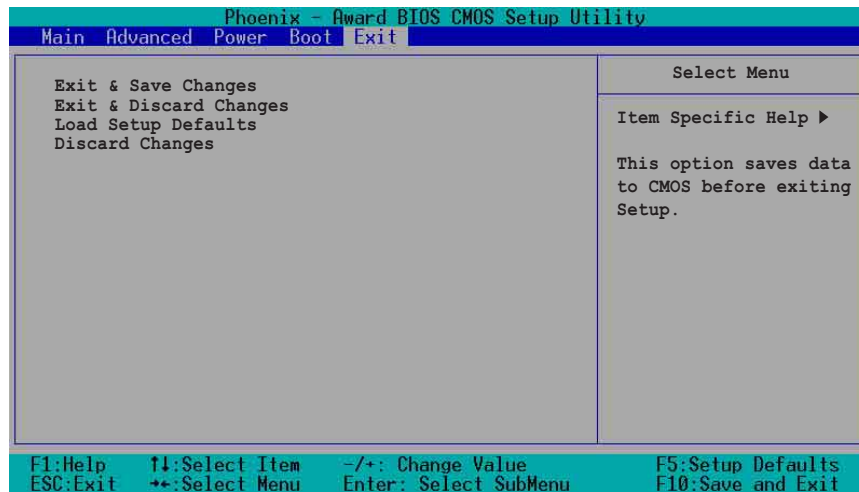 Phoenix - Award BIOS CMOS Setup Utility
Main Advanced Power Boot Exit
Exit & Save Changes
Exit & Discard Changes
Load Setup Defaults
Discard Changes
Select Menu
Item Specific Help ▶
This option saves data
to CMOS before exiting
Setup.
F1:Help ↑↓:Select Item -/+: Change Value F5:Setup Defaults
ESC:Exit →←:Select Menu Enter: Select SubMenu F10:Save and Exit